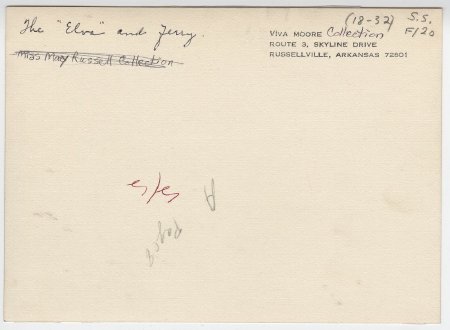 The "Elva" and Jerry.
Miss May Russell Collection
(18-32) S.S.
VIVA MOORE Collection F/20
ROUTE 3, SKYLINE DRIVE
RUSSELLVILLE, ARKANSAS 72801
A